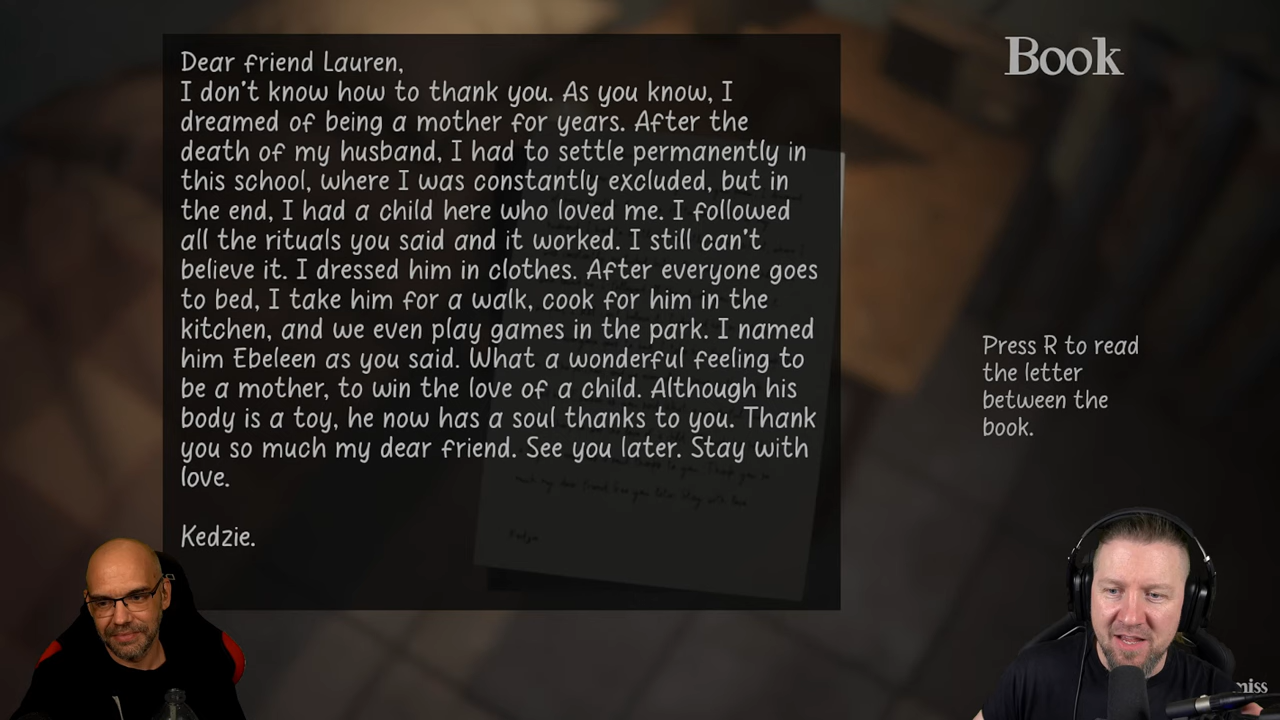 Book
Dear friend Lauren,
I don't know how to thank you. As you know, I
dreamed of being a mother for years. After the
death of my husband, I had to settle permanently in
this school, where I was constantly excluded, but in
the end, I had a child here who loved me. I followed
all the rituals you said and it worked. I still can't
believe it. I dressed him in clothes. After everyone goes
to bed, I take him for a walk, cook for him in the
kitchen, and we even play games in the park. I named
him Ebeleen as you said. What a wonderful feeling to
be a mother, to win the love of a child. Although his
body is a toy, he now has a soul thanks to you. Thank
you so much my dear friend. See you later. Stay with
love.
Kedzie.
Press R to read
the letter
between the
book.